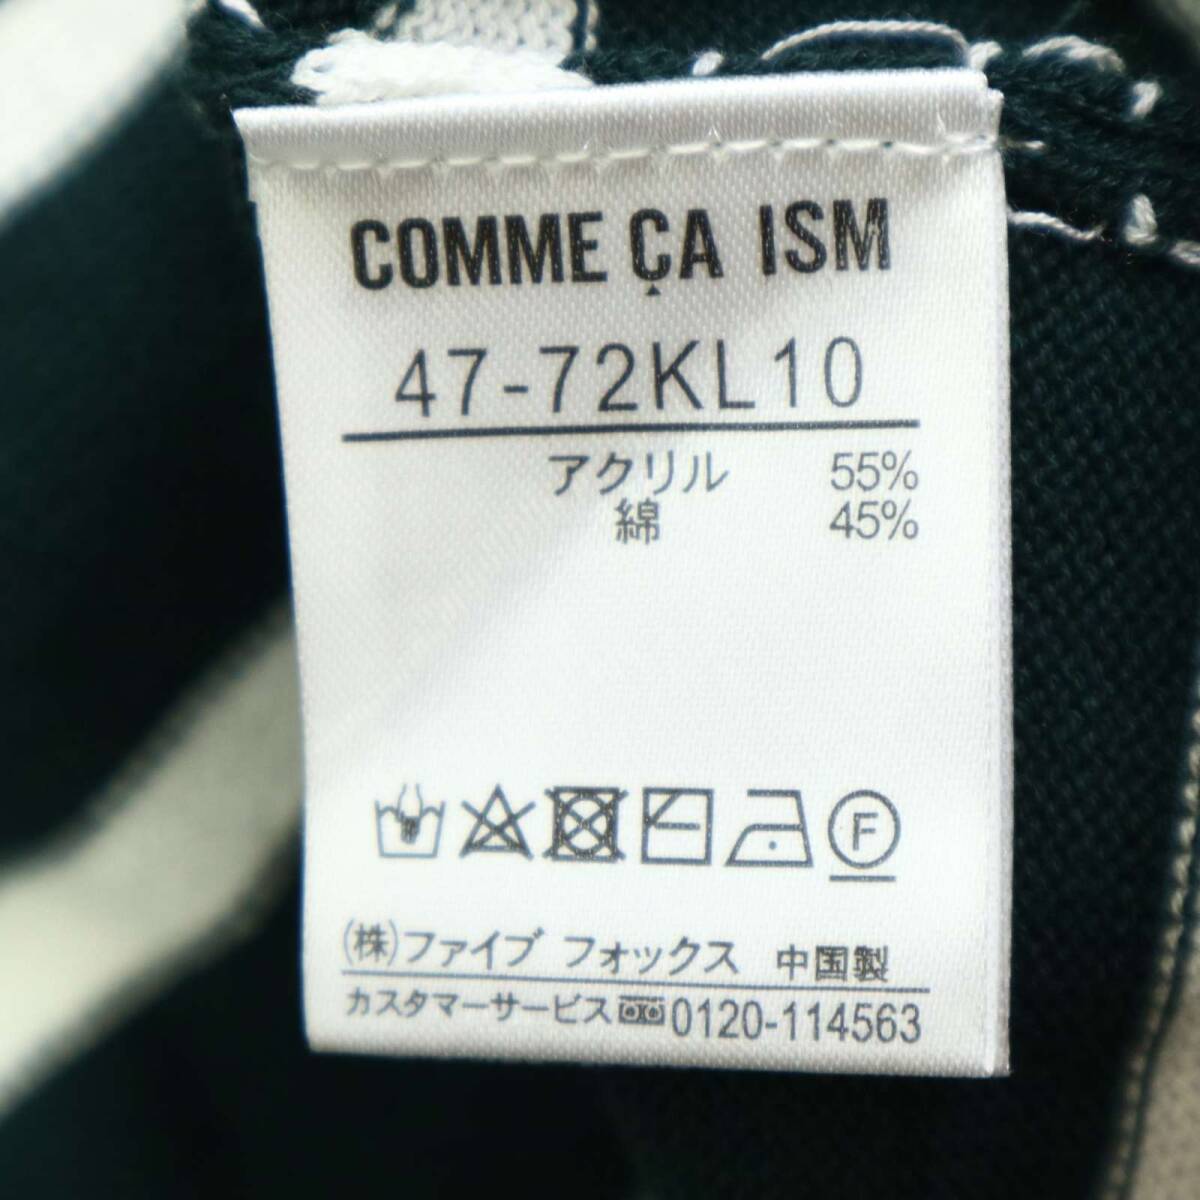 COMME ÇA ISM
47-72KL10
アクリル 55%
綿 45%
F
(株)ファイブ フォックス 中国製
カスタマーサービス 0120-114563